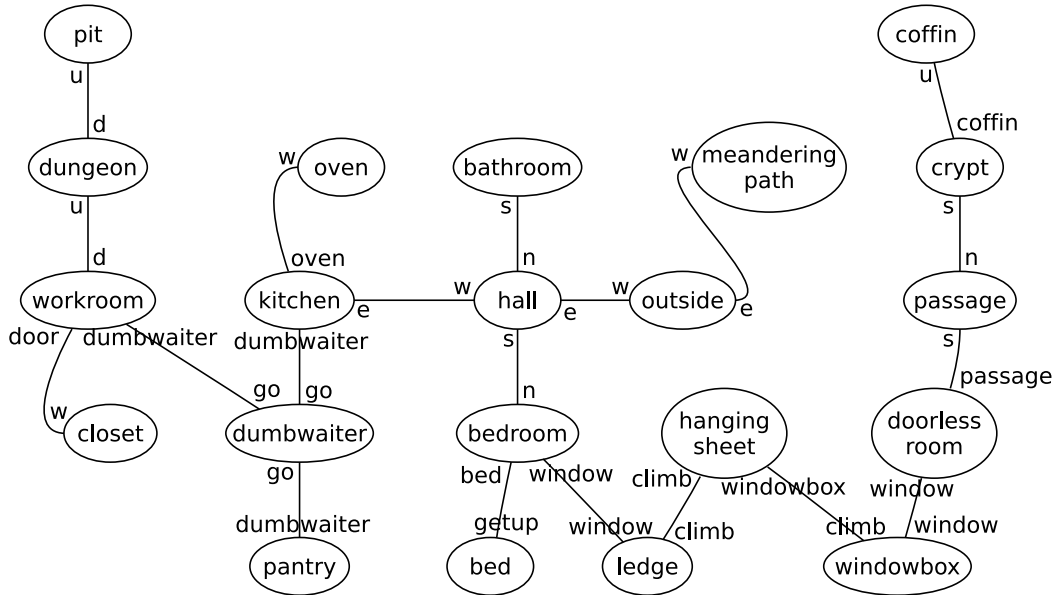 pit
coffin
u
u
d
coffin
w
oven
bathroom
w
meandering
path
dungeon
crypt
u
s
s
d
oven
n
n
workroom
kitchen
w
hall
w
outside
passage
e
e
e
door
dumbwaiter
dumbwaiter
s
s
go
go
n
passage
w
closet
dumbwaiter
bedroom
hanging
sheet
doorless
room
go
bed
window
climb
windowbox
window
dumbwaiter
getup
window
climb
climb
window
pantry
bed
ledge
windowbox